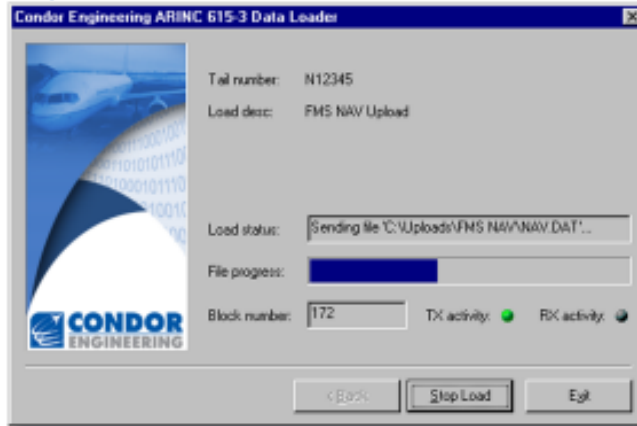 Condor Engineering ARINC 615-3 Data Loader
Tail number: N12345
Load desc: FMS NAV Upload
Load status: Sending file 'C:\Uploads\FMS NAV\NAV.DAT'...
File progress:
Block number: 172 TX activity: RX activity:
CONDOR
ENGINEERING
< Back Stop Load Exit